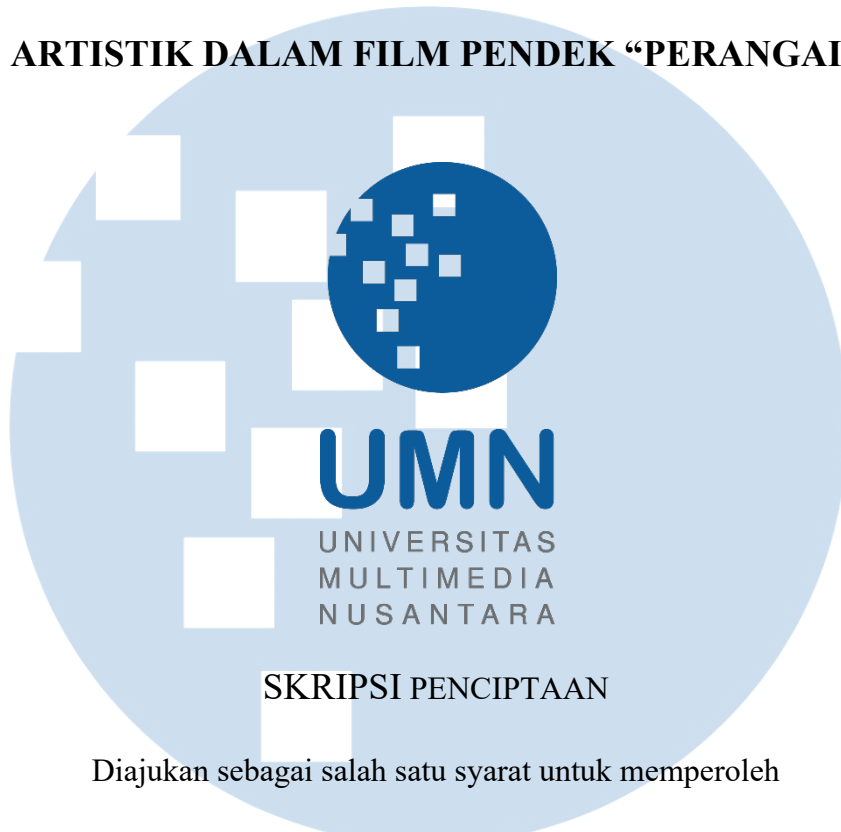 ARTISTIK DALAM FILM PENDEK “PERANGAI
UMN
UNIVERSITAS
MULTIMEDIA
NUSANTARA
SKRIPSI PENCIPTAAN
Diajukan sebagai salah satu syarat untuk memperoleh